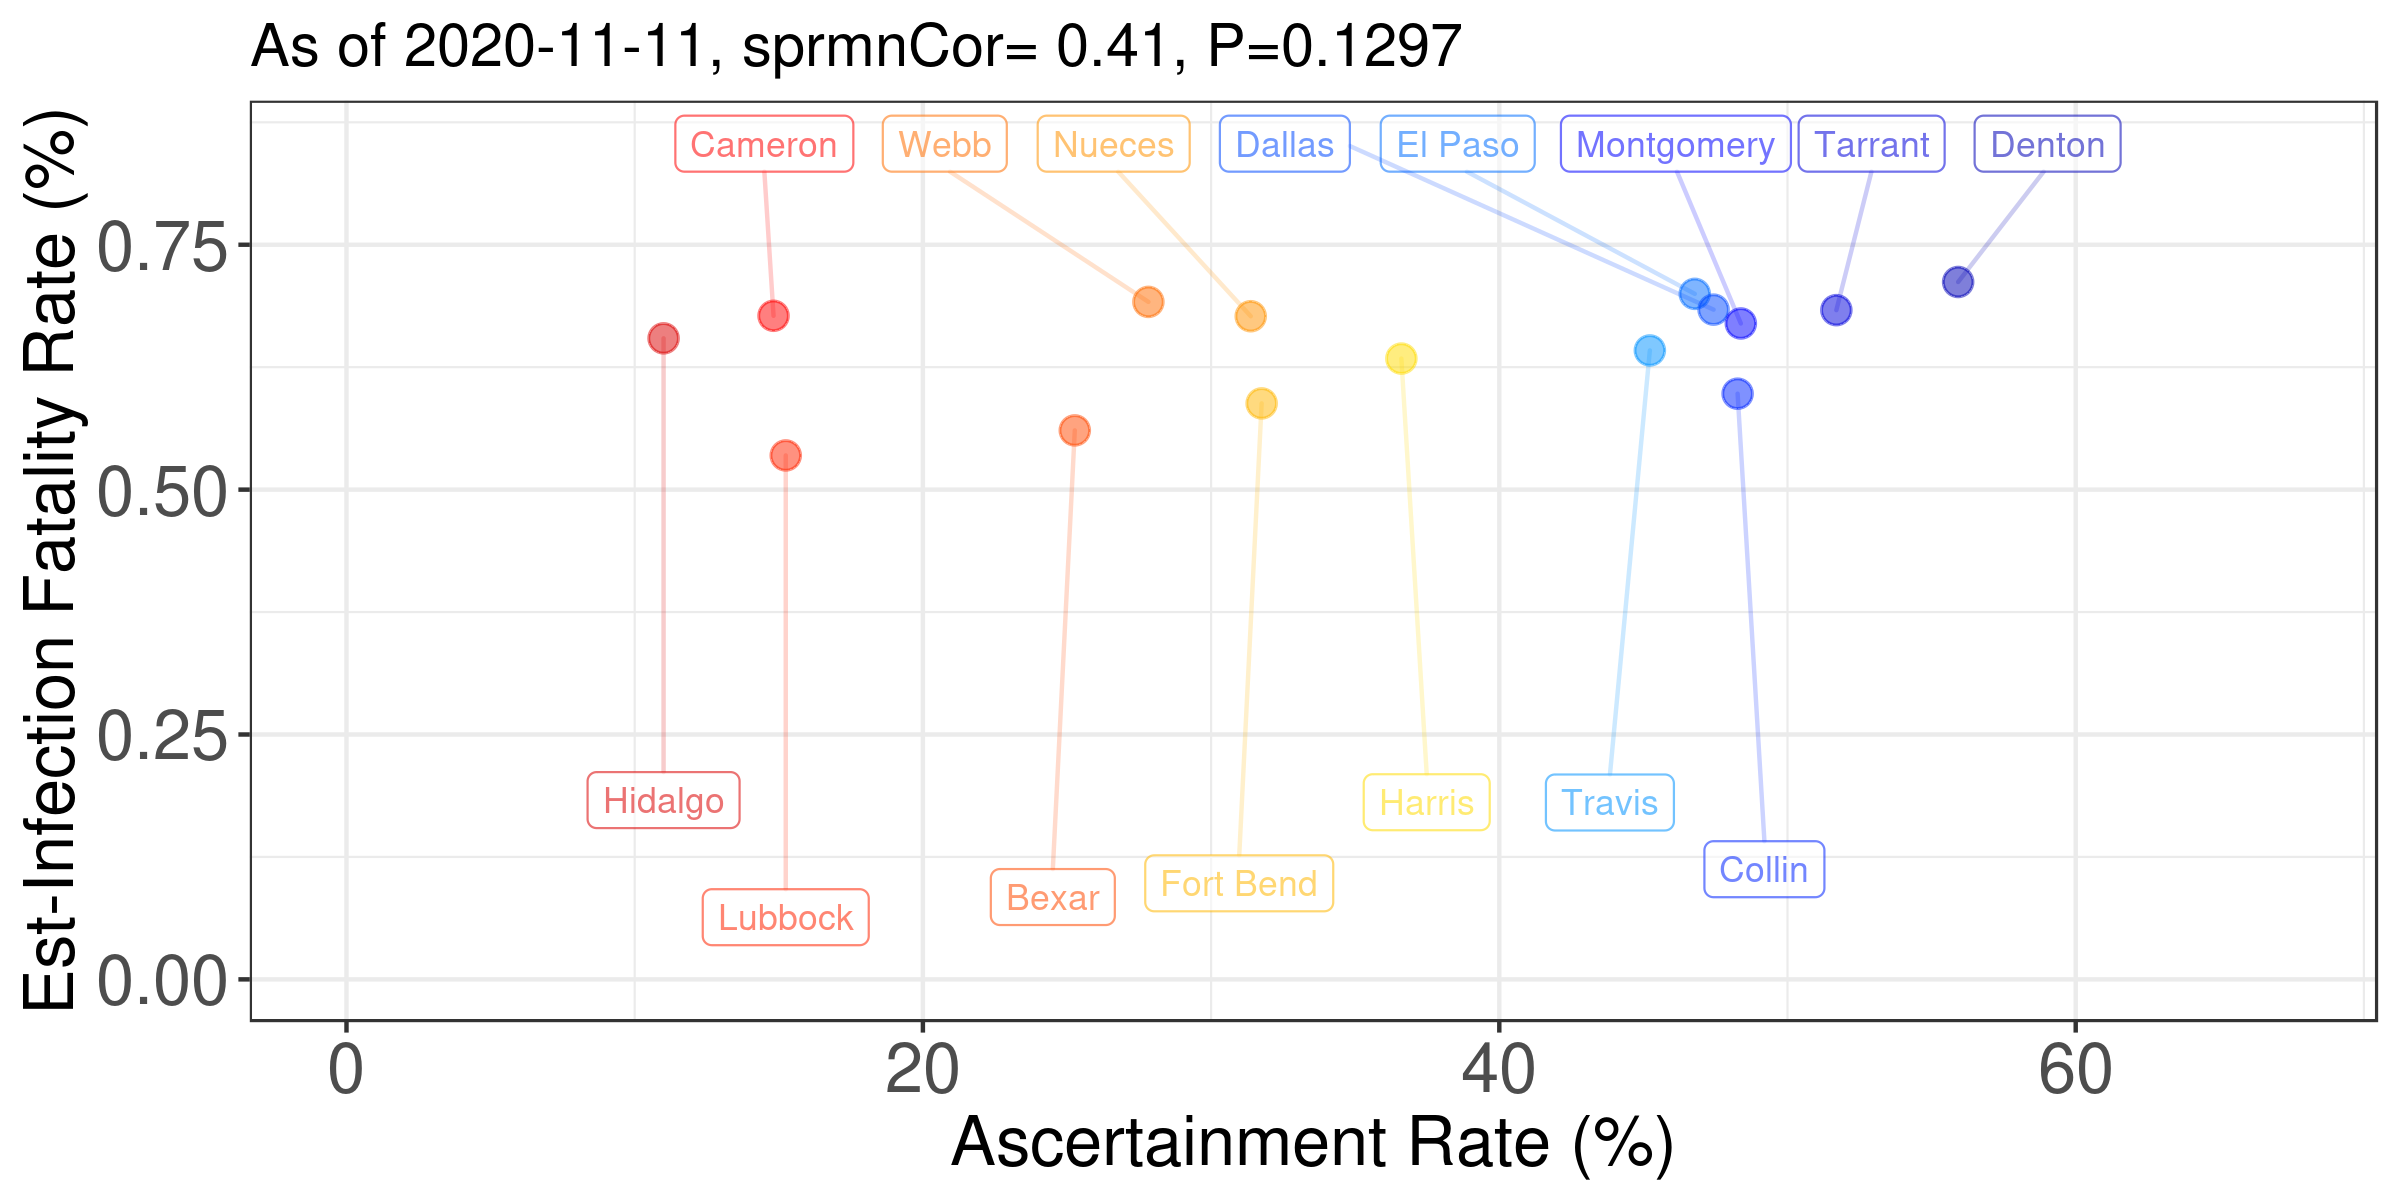 As of 2020-11-11, sprmnCor= 0.41, P=0.1297
Est-Infection Fatality Rate (%)
0.75
0.50
0.25
0.00
Cameron
Webb
Nueces
Dallas
El Paso
Montgomery
Tarrant
Denton
Hidalgo
Harris
Travis
Collin
Fort Bend
Bexar
Lubbock
0
20
40
60
Ascertainment Rate (%)